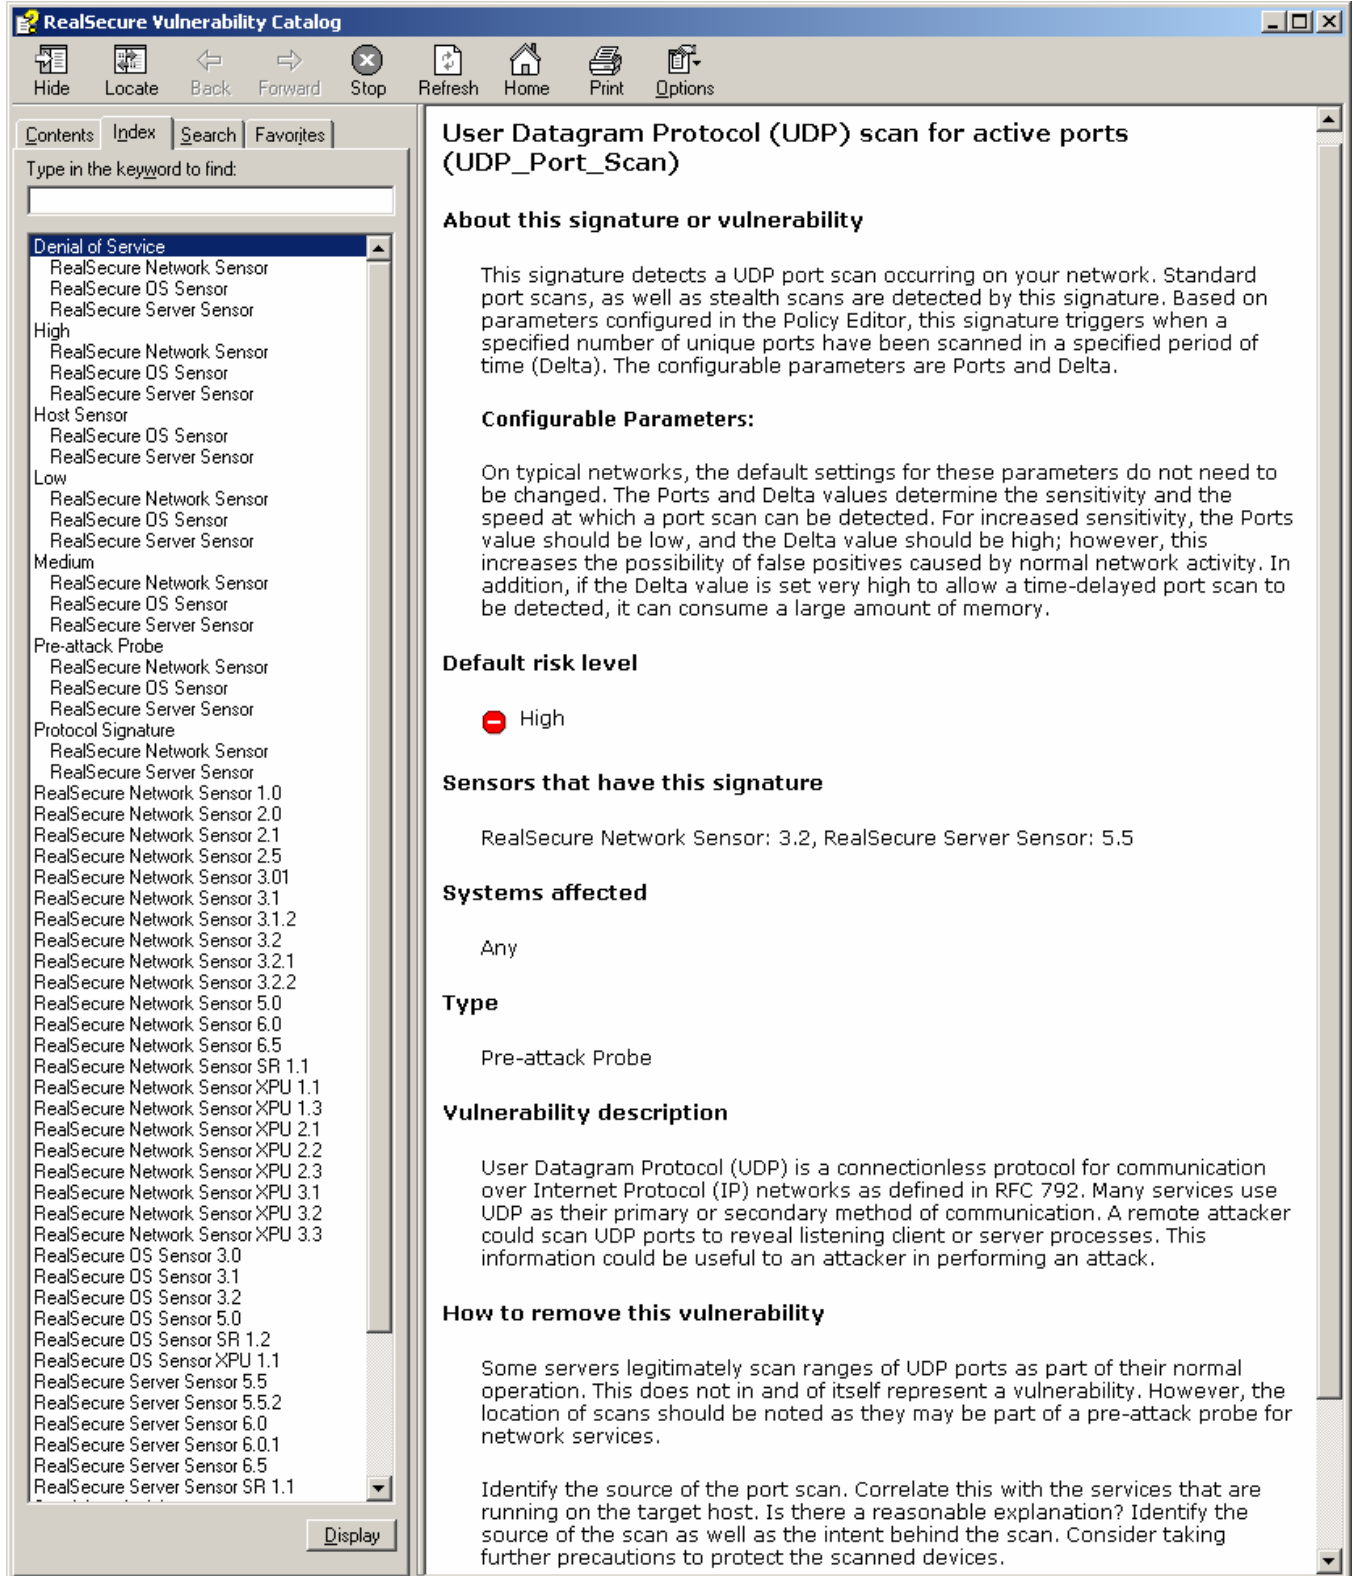 RealSecure Vulnerability Catalog
Hide Locate Back Forward Stop Refresh Home Print Options
Contents Index Search Favorites
Type in the keyword to find:
Denial of Service
RealSecure Network Sensor
RealSecure OS Sensor
RealSecure Server Sensor
High
RealSecure Network Sensor
RealSecure OS Sensor
RealSecure Server Sensor
Host Sensor
RealSecure OS Sensor
RealSecure Server Sensor
Low
RealSecure Network Sensor
RealSecure OS Sensor
RealSecure Server Sensor
Medium
RealSecure Network Sensor
RealSecure OS Sensor
RealSecure Server Sensor
Pre-attack Probe
RealSecure Network Sensor
RealSecure OS Sensor
RealSecure Server Sensor
Protocol Signature
RealSecure Network Sensor
RealSecure Server Sensor
RealSecure Network Sensor 1.0
RealSecure Network Sensor 2.0
RealSecure Network Sensor 2.1
RealSecure Network Sensor 2.5
RealSecure Network Sensor 3.01
RealSecure Network Sensor 3.1
RealSecure Network Sensor 3.1.2
RealSecure Network Sensor 3.2
RealSecure Network Sensor 3.2.1
RealSecure Network Sensor 3.2.2
RealSecure Network Sensor 5.0
RealSecure Network Sensor 6.0
RealSecure Network Sensor 6.5
RealSecure Network Sensor SR 1.1
RealSecure Network Sensor XPU 1.1
RealSecure Network Sensor XPU 1.3
RealSecure Network Sensor XPU 2.1
RealSecure Network Sensor XPU 2.2
RealSecure Network Sensor XPU 2.3
RealSecure Network Sensor XPU 3.1
RealSecure Network Sensor XPU 3.2
RealSecure Network Sensor XPU 3.3
RealSecure OS Sensor 3.0
RealSecure OS Sensor 3.1
RealSecure OS Sensor 3.2
RealSecure OS Sensor 5.0
RealSecure OS Sensor SR 1.2
RealSecure OS Sensor XPU 1.1
RealSecure Server Sensor 5.5
RealSecure Server Sensor 5.5.2
RealSecure Server Sensor 6.0
RealSecure Server Sensor 6.0.1
RealSecure Server Sensor 6.5
RealSecure Server Sensor SR 1.1
Display
User Datagram Protocol (UDP) scan for active ports
(UDP_Port_Scan)
About this signature or vulnerability
This signature detects a UDP port scan occurring on your network. Standard
port scans, as well as stealth scans are detected by this signature. Based on
parameters configured in the Policy Editor, this signature triggers when a
specified number of unique ports have been scanned in a specified period of
time (Delta). The configurable parameters are Ports and Delta.
Configurable Parameters:
On typical networks, the default settings for these parameters do not need to
be changed. The Ports and Delta values determine the sensitivity and the
speed at which a port scan can be detected. For increased sensitivity, the Ports
value should be low, and the Delta value should be high; however, this
increases the possibility of false positives caused by normal network activity. In
addition, if the Delta value is set very high to allow a time-delayed port scan to
be detected, it can consume a large amount of memory.
Default risk level
High
Sensors that have this signature
RealSecure Network Sensor: 3.2, RealSecure Server Sensor: 5.5
Systems affected
Any
Type
Pre-attack Probe
Vulnerability description
User Datagram Protocol (UDP) is a connectionless protocol for communication
over Internet Protocol (IP) networks as defined in RFC 792. Many services use
UDP as their primary or secondary method of communication. A remote attacker
could scan UDP ports to reveal listening client or server processes. This
information could be useful to an attacker in performing an attack.
How to remove this vulnerability
Some servers legitimately scan ranges of UDP ports as part of their normal
operation. This does not in and of itself represent a vulnerability. However, the
location of scans should be noted as they may be part of a pre-attack probe for
network services.
Identify the source of the port scan. Correlate this with the services that are
running on the target host. Is there a reasonable explanation? Identify the
source of the scan as well as the intent behind the scan. Consider taking
further precautions to protect the scanned devices.